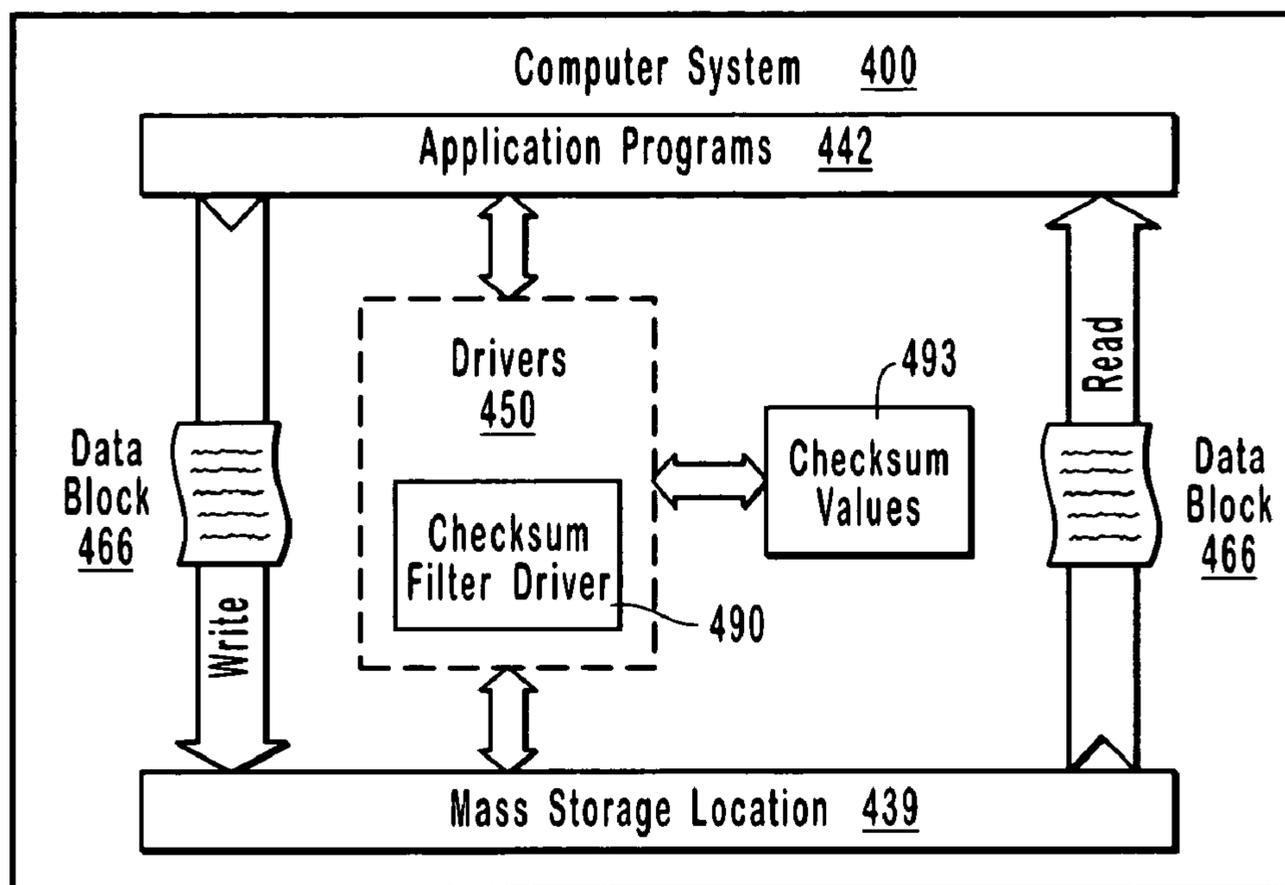 Computer System 400
Application Programs 442
Drivers
450
493
Checksum
Values
Read
Data
Block
466
Data
Block
466
Checksum
Filter Driver
490
Write
Mass Storage Location 439